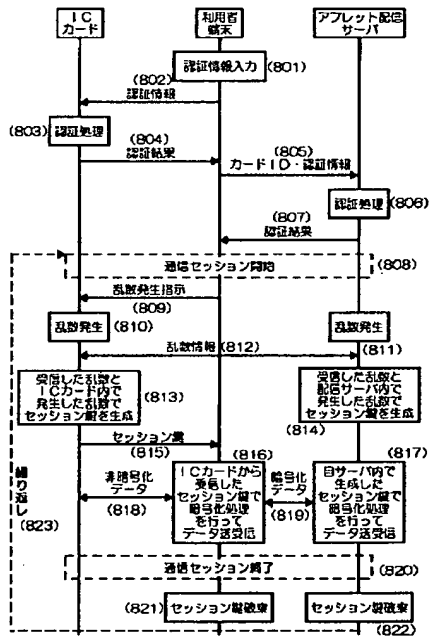 ＩＣ
カード
利用者
端末
アプレット配信
サーバ
認証情報入力
(801)
(802)
認証情報
(803)
認証処理
(804)
認証結果
(805)
カードＩＤ・認証情報
認証処理
(806)
(807)
認証結果
通信セッション開始
(808)
乱数発生指示
(809)
乱数発生
(810)
乱数発生
(811)
乱数情報
(812)
受信した乱数と
ＩＣカード内で
発生した乱数で
セッション鍵を生成
(813)
受信した乱数と
配信サーバ内で
発生した乱数で
セッション鍵を生成
(814)
セッション鍵
(815)
(816)
ＩＣカードから
受信した
セッション鍵で
暗号化処理
を行って
データ送受信
(817)
自サーバ内で
生成した
セッション鍵で
暗号化処理
を行って
データ送受信
非暗号化
データ
(818)
暗号化
データ
(819)
繰り返し
(823)
通信セッション終了
(820)
(821)
セッション鍵破棄
セッション鍵破棄
(822)